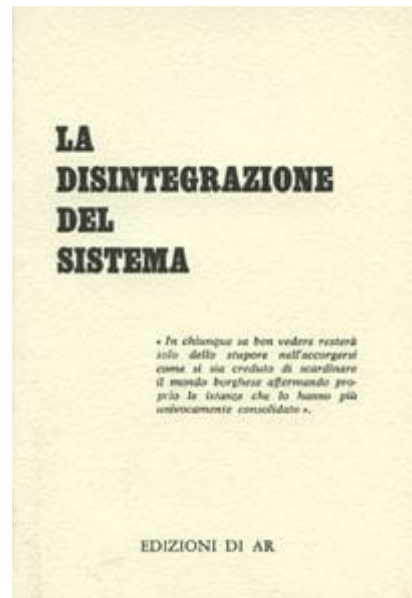 LA
DISINTEGRAZIONE
DEL
SISTEMA
« In chiunque sa ben vedere resterà
solo dello stupore nell'accorgersi
come si sia creduto di scardinare
il mondo borghese affermando pro-
prio le istanze che lo hanno più
univocamente consolidato ».
EDIZIONI DI AR